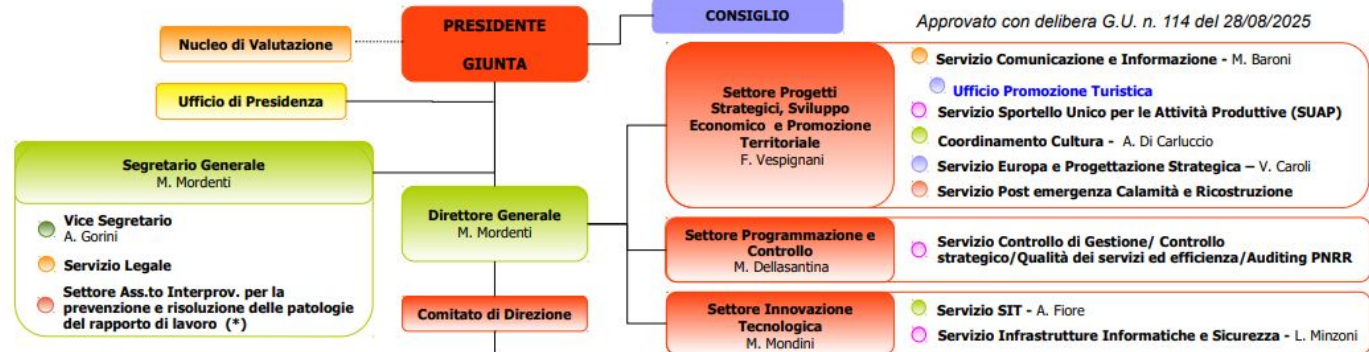 PRESIDENTE
GIUNTA
CONSIGLIO
Approvato con delibera G.U. n. 114 del 28/08/2025
Nucleo di Valutazione
Ufficio di Presidenza
Segretario Generale
M. Mordenti
Vice Segretario
A. Gorini
Servizio Legale
Settore Ass.to Interprov. per la
prevenzione e risoluzione delle patologie
del rapporto di lavoro (*)
Direttore Generale
M. Mordenti
Comitato di Direzione
Settore Progetti
Strategici, Sviluppo
Economico e Promozione
Territoriale
F. Vespignani
Servizio Comunicazione e Informazione - M. Baroni
Ufficio Promozione Turistica
Servizio Sportello Unico per le Attività Produttive (SUAP)
Coordinamento Cultura - A. Di Carluccio
Servizio Europa e Progettazione Strategica – V. Caroli
Servizio Post emergenza Calamità e Ricostruzione
Settore Programmazione e
Controllo
M. Dellasantina
Servizio Controllo di Gestione/ Controllo
strategico/Qualità dei servizi ed efficienza/Auditing PNRR
Settore Innovazione
Tecnologica
M. Mondini
Servizio SIT - A. Fiore
Servizio Infrastrutture Informatiche e Sicurezza - L. Minzoni